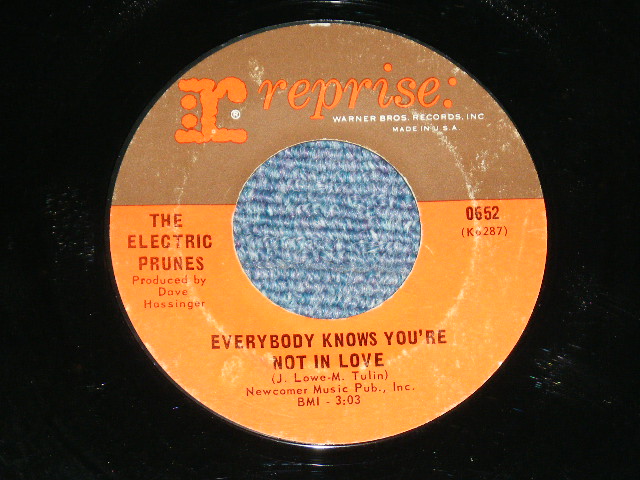 r® reprise:
WARNER BROS. RECORDS, INC
MADE IN U.S.A.
THE
ELECTRIC
PRUNES
Produced by
Dave
Hassinger
0652
(K6287)
EVERYBODY KNOWS YOU'RE
NOT IN LOVE
(J. Lowe-M. Tulin)
Newcomer Music Pub., Inc.
BMI - 3:03